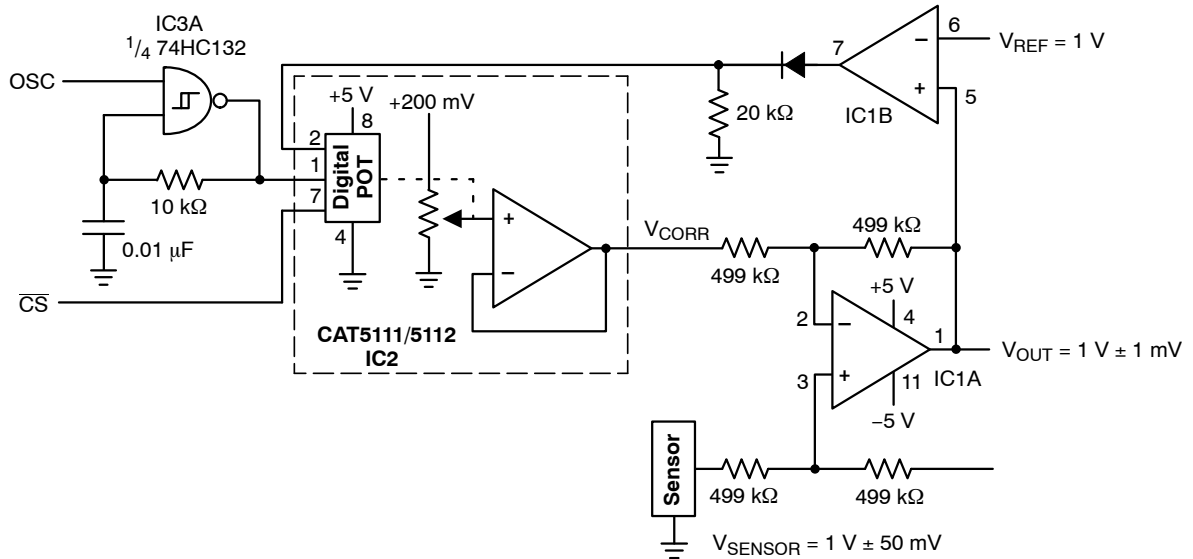 IC3A
1/4 74HC132
OSC
10 kΩ
0.01 μF
CS
+5 V
+200 mV
8
2
1
7
4
Digital
POT
+
−
CAT5111/5112
IC2
7
20 kΩ
IC1B
−
+
6
5
VREF = 1 V
VCORR
499 kΩ
499 kΩ
+5 V
4
2
−
3
+
1
11
−5 V
IC1A
VOUT = 1 V ± 1 mV
Sensor
499 kΩ
499 kΩ
VSENSOR = 1 V ± 50 mV